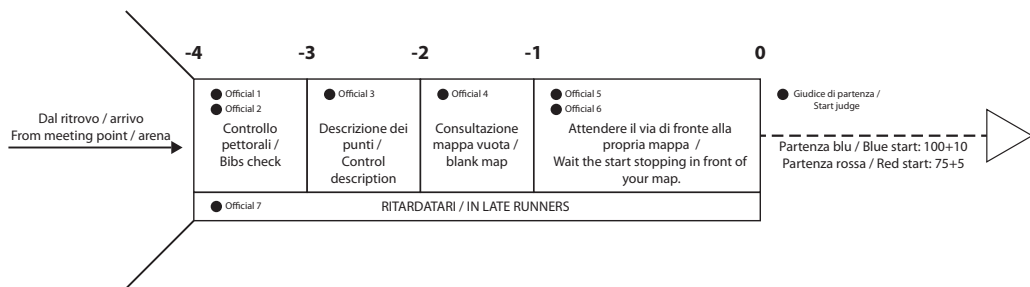 -4
-3
-2
-1
0
Dal ritrovo / arrivo
From meeting point / arena
Official 1
Official 2
Controllo
pettorali /
Bibs check
Official 3
Descrizione dei
punti /
Control
description
Official 4
Consultazione
mappa vuota /
blank map
Official 5
Official 6
Attendere il via di fronte alla
propria mappa /
Wait the start stopping in front of
your map.
Giudice di partenza /
Start judge
Partenza blu / Blue start: 100+10
Partenza rossa / Red start: 75+5
Official 7
RITARDATARI / IN LATE RUNNERS